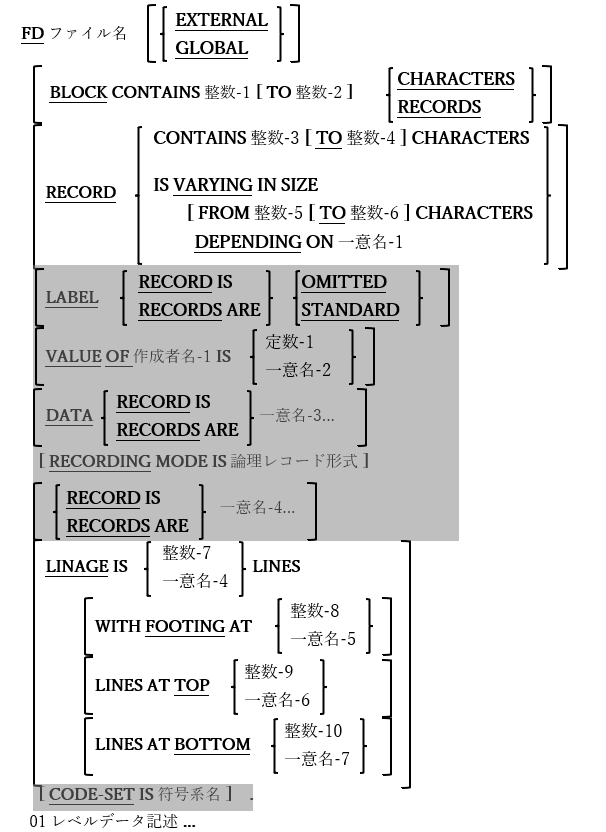 EXTERNAL
FD ファイル名
GLOBAL
CHARACTERS
BLOCK CONTAINS 整数-1 [ TO 整数-2 ]
RECORDS
CONTAINS 整数-3 [ TO 整数-4 ] CHARACTERS
IS VARYING IN SIZE
RECORD
[ FROM 整数-5 [ TO 整数-6 ] CHARACTERS
DEPENDING ON 一意名-1
RECORD IS OMITTED
LABEL
RECORDS ARE STANDARD
定数-1
VALUE OF 作成者名-1 IS
一意名-2
RECORD IS
DATA 一意名-3...
RECORDS ARE
[ RECORDING MODE IS 論理レコード形式 ]
RECORD IS
一意名-4...
RECORDS ARE
整数-7
LINAGE IS LINES
一意名-4
整数-8
WITH FOOTING AT
一意名-5
整数-9
LINES AT TOP
一意名-6
整数-10
LINES AT BOTTOM
一意名-7
[ CODE-SET IS 符号系名 ] .
01 レベルデータ記述 ...